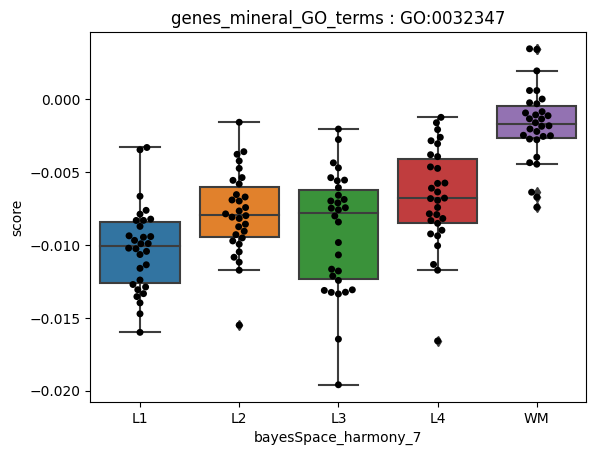 genes_mineral_GO_terms : GO:0032347
0.000
−0.005
−0.010
−0.015
−0.020
score
L1 L2 L3 L4 WM
bayesSpace_harmony_7